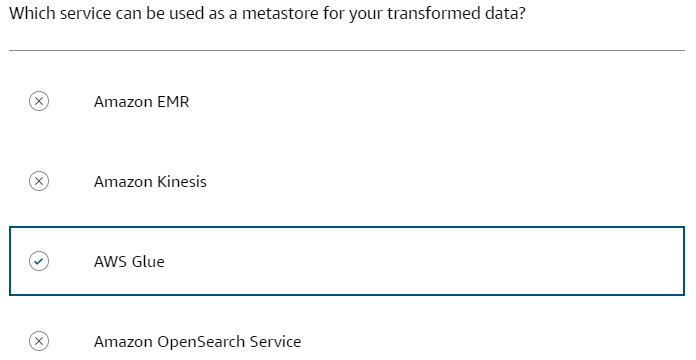 Which service can be used as a metastore for your transformed data?
Amazon EMR
Amazon Kinesis
AWS Glue
Amazon OpenSearch Service